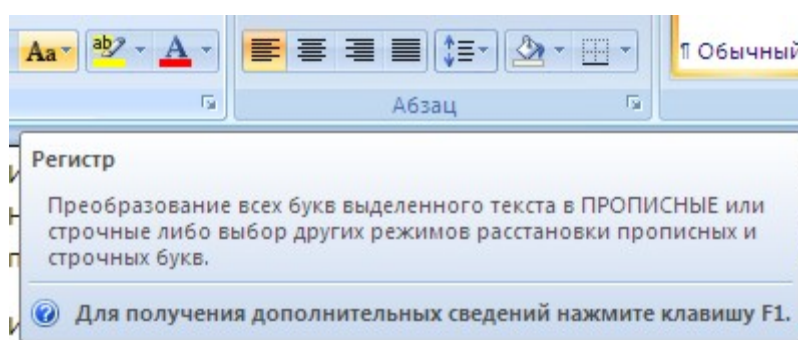 Aa ab A
¶ Обычный
Абзац
Регистр
Преобразование всех букв выделенного текста в ПРОПИСНЫЕ или
строчные либо выбор других режимов расстановки прописных и
строчных букв.
Для получения дополнительных сведений нажмите клавишу F1.